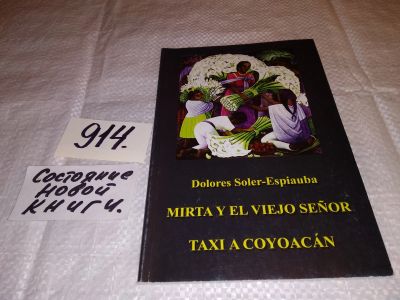 914.
Состояние
новой
книги.
Dolores Soler-Espiauba
MIRTA Y EL VIEJO SEÑOR
TAXI A COYOACÁN